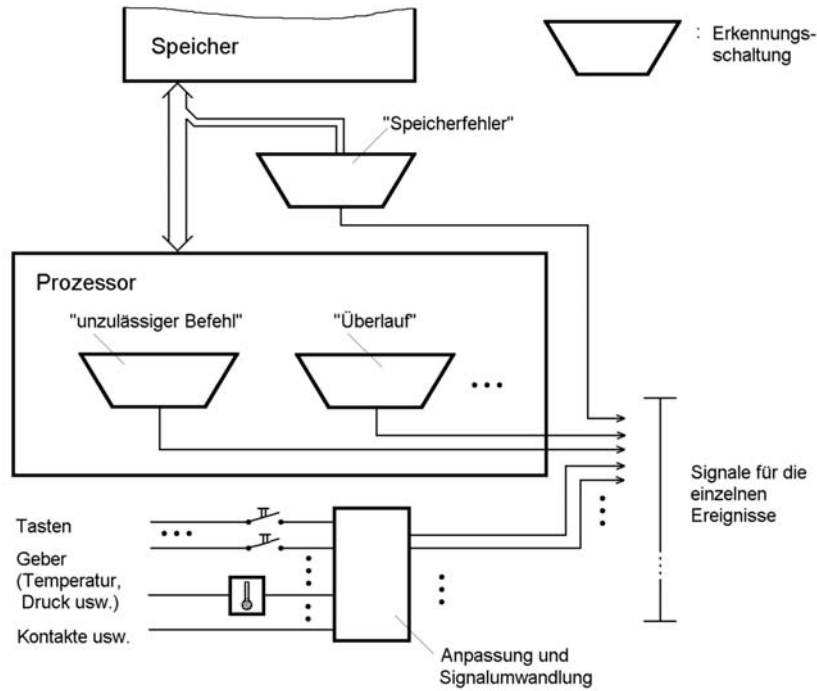 Speicher
: Erkennungs-
schaltung
"Speicherfehler"
Prozessor
"unzulässiger Befehl"
"Überlauf"
Signale für die
einzelnen
Ereignisse
Tasten
Geber
(Temperatur,
Druck usw.)
Kontakte usw.
Anpassung und
Signalumwandlung